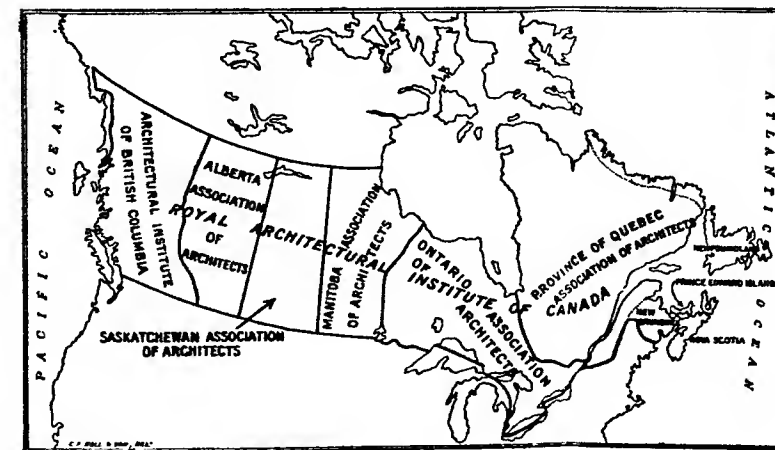 PACIFIC OCEAN
ARCHITECTURAL INSTITUTE
OF BRITISH COLUMBIA
ALBERTA
ASSOCIATION
OF
ARCHITECTS
SASKATCHEWAN ASSOCIATION
OF ARCHITECTS
MANITOBA ASSOCIATION
OF ARCHITECTS
ROYAL ARCHITECTURAL
INSTITUTE OF
CANADA
ONTARIO ASSOCIATION
OF
ARCHITECTS
PROVINCE OF QUEBEC
ASSOCIATION OF ARCHITECTS
NEWFOUNDLAND
PRINCE EDWARD ISLAND
NEW
NOVA SCOTIA
ATLANTIC OCEAN